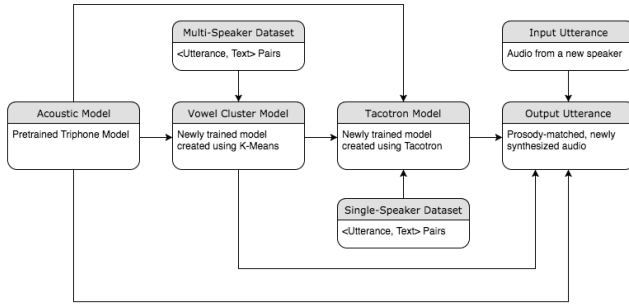 Multi-Speaker Dataset
<Utterance, Text> Pairs
Input Utterance
Audio from a new speaker
Acoustic Model
Pretrained Triphone Model
Vowel Cluster Model
Newly trained model
created using K-Means
Tacotron Model
Newly trained model
created using Tacotron
Output Utterance
Prosody-matched, newly
synthesized audio
Single-Speaker Dataset
<Utterance, Text> Pairs